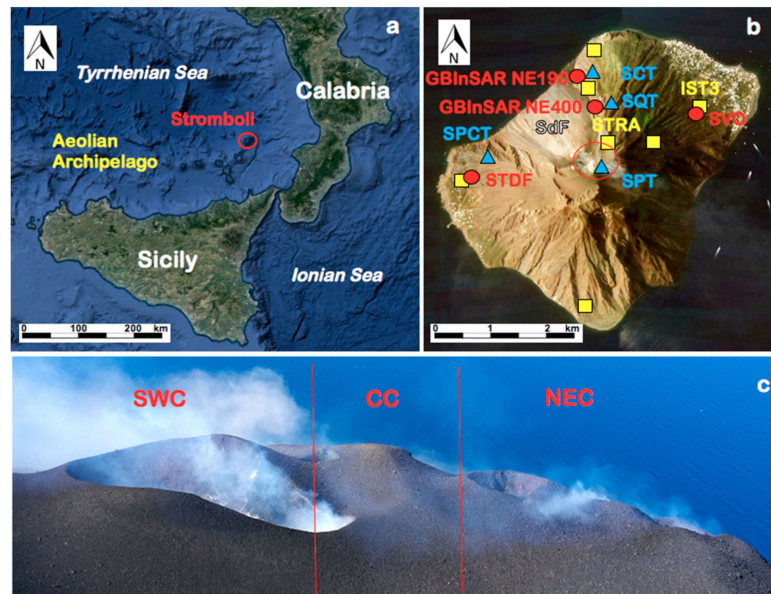 a
N
Tyrrhenian Sea
Calabria
Stromboli
Aeolian
Archipelago
Sicily
Ionian Sea
0 100 200
km
b
N
GBInSAR NE190
SCT
IST3
GBInSAR NE400
SQT
SdF
STRA
SVO
SPCT
STDF
SPT
0 1 2
km
c
SWC
CC
NEC